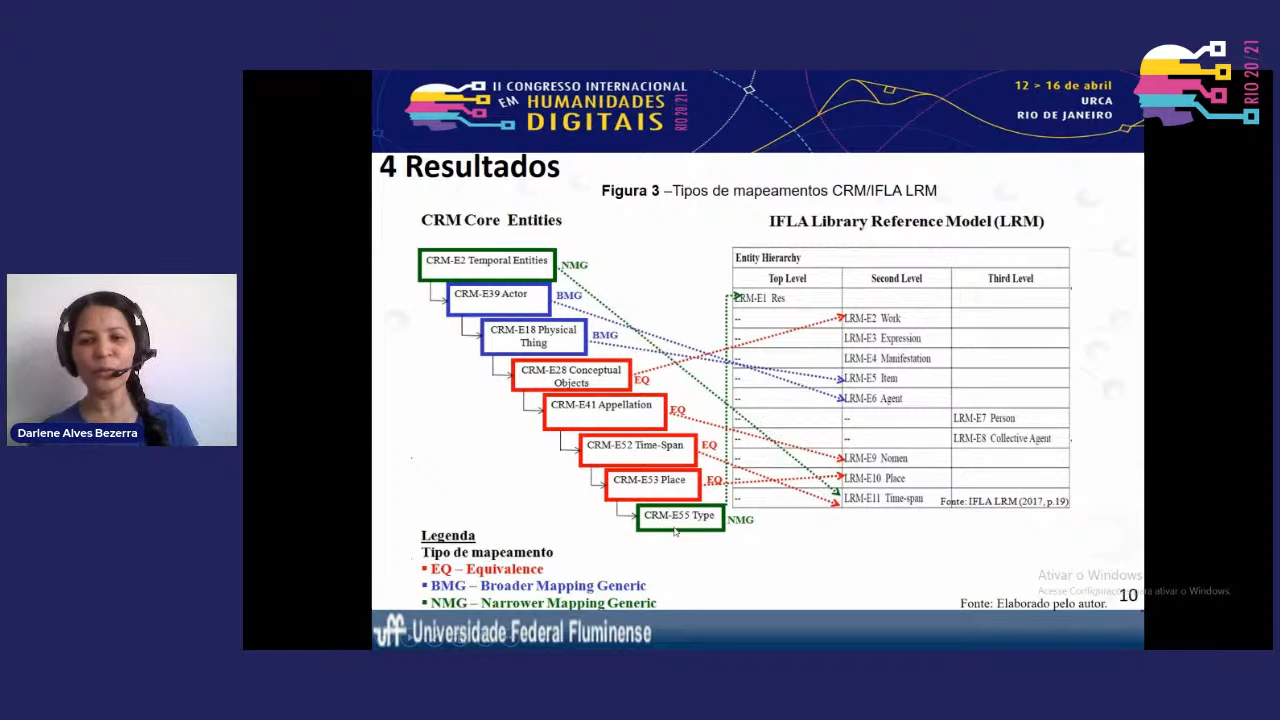 II CONGRESSO INTERNACIONAL
EM HUMANIDADES
DIGITAIS
RIO 20/21
12 > 16 de abril
URCA
RIO DE JANEIRO
RIO 20/21
4 Resultados
Figura 3 –Tipos de mapeamentos CRM/IFLA LRM
CRM Core Entities
IFLA Library Reference Model (LRM)
CRM-E2 Temporal Entities
NMG
CRM-E39 Actor
BMG
CRM-E18 Physical
Thing
BMG
CRM-E28 Conceptual
Objects
EQ
CRM-E41 Appellation
EQ
CRM-E52 Time-Span
EQ
CRM-E53 Place
EQ
CRM-E55 Type
NMG
Entity Hierarchy
Top Level Second Level Third Level
LRM-E1 Res
-- LRM-E2 Work
-- LRM-E3 Expression
-- LRM-E4 Manifestation
-- LRM-E5 Item
-- LRM-E6 Agent
-- -- LRM-E7 Person
-- -- LRM-E8 Collective Agent
-- LRM-E9 Nomen
-- LRM-E10 Place
-- LRM-E11 Time-span
Fonte: IFLA LRM (2017, p.19)
Legenda
Tipo de mapeamento
▪ EQ – Equivalence
▪ BMG – Broader Mapping Generic
▪ NMG – Narrower Mapping Generic
Ativar o Windows
Acesse Configurações para ativar o Windows.
10
Fonte: Elaborado pelo autor.
uff Universidade Federal Fluminense
Darlene Alves Bezerra